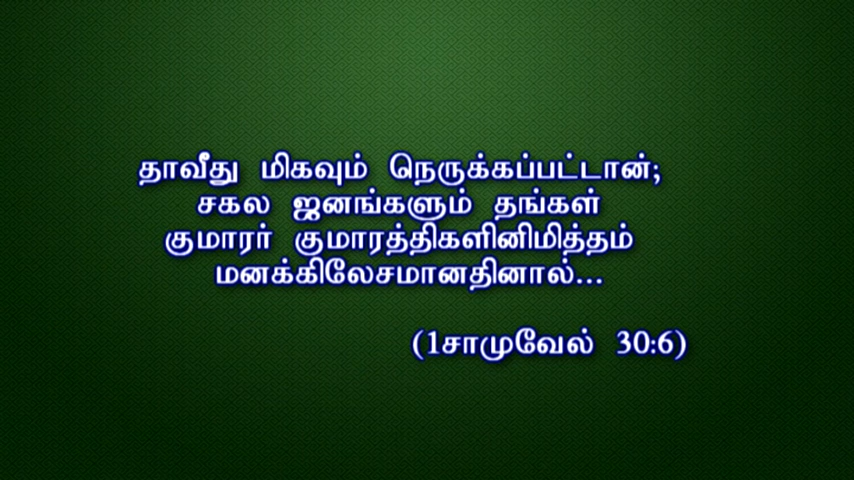 தாவீது மிகவும் நெருக்கப்பட்டான்;
சகல ஜனங்களும் தங்கள்
குமாரர் குமாரத்திகளினிமித்தம்
மனக்கிலேசமானதினால்...
(1சாமுவேல் 30:6)